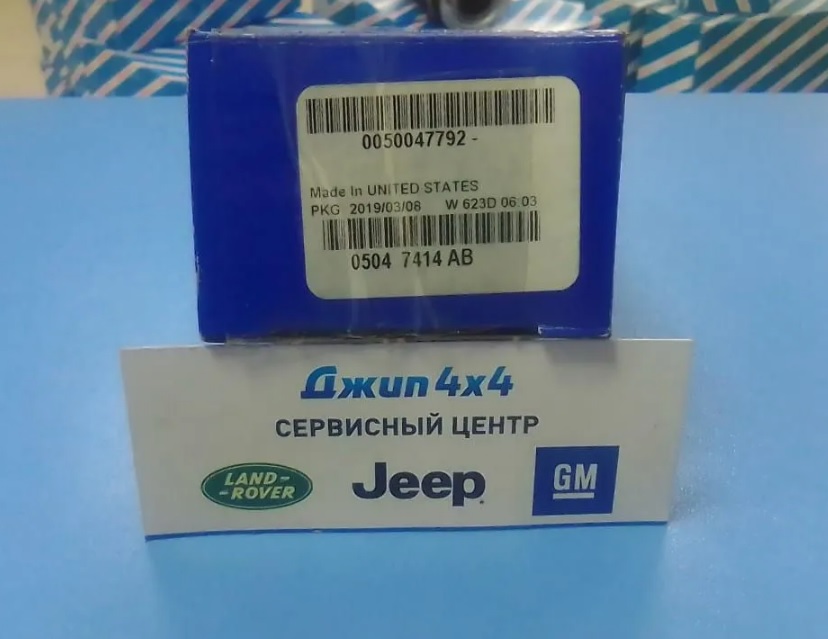 0050047792 -
Made In UNITED STATES
PKG 2019/03/08 W 623D 06:03
0504 7414 AB
Джип 4x4
СЕРВИСНЫЙ ЦЕНТР
LAND-
-ROVER
Jeep
GM